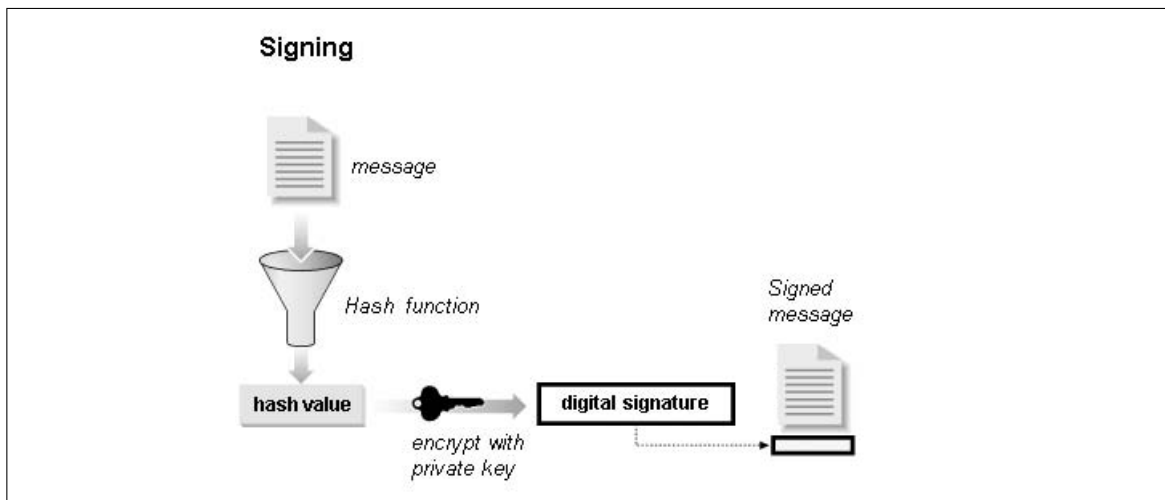 Signing
message
Hash function
Signed
message
hash value
digital signature
encrypt with
private key